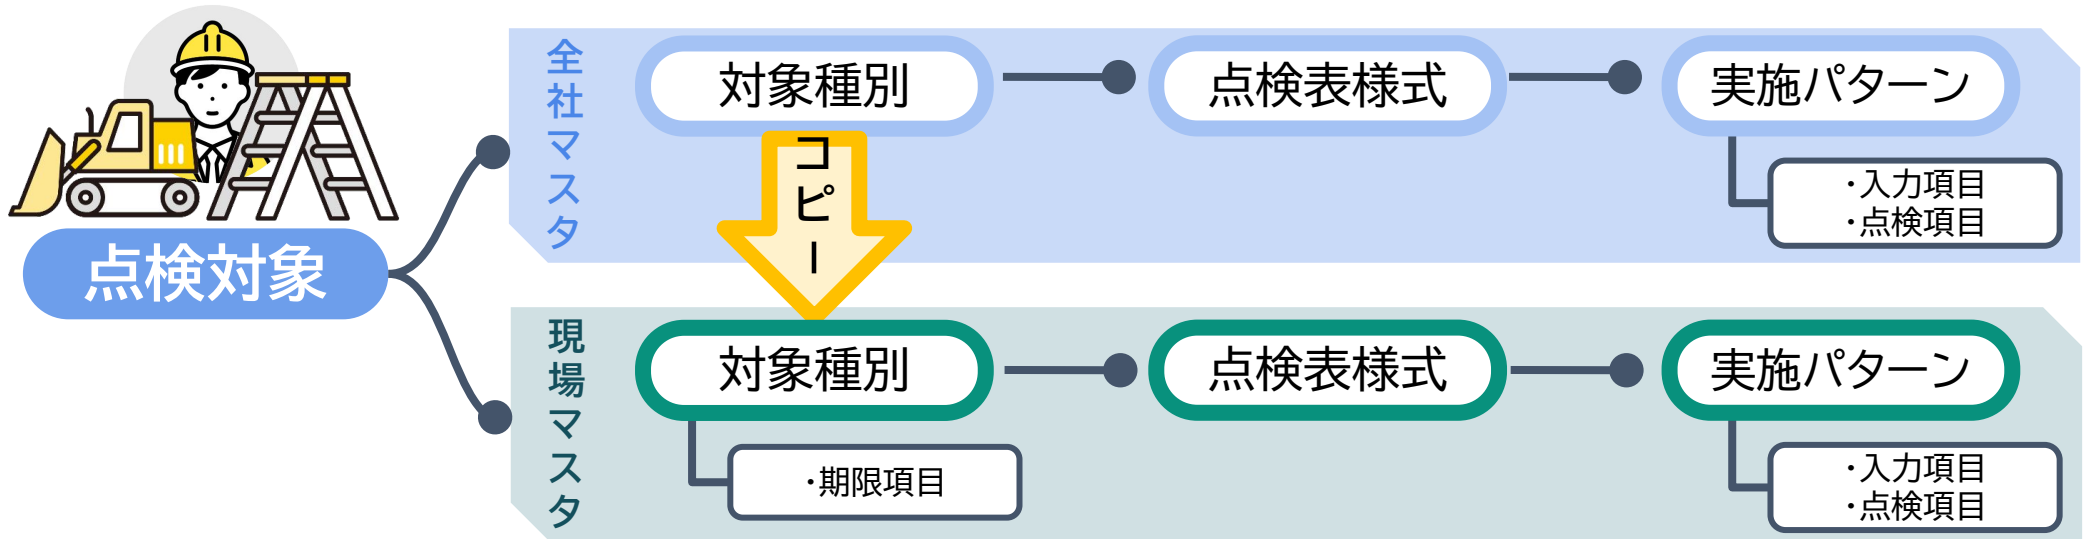 点検対象
全社マスタ
対象種別
点検表様式
実施パターン
・入力項目
・点検項目
コピー
現場マスタ
対象種別
点検表様式
実施パターン
・期限項目
・入力項目
・点検項目